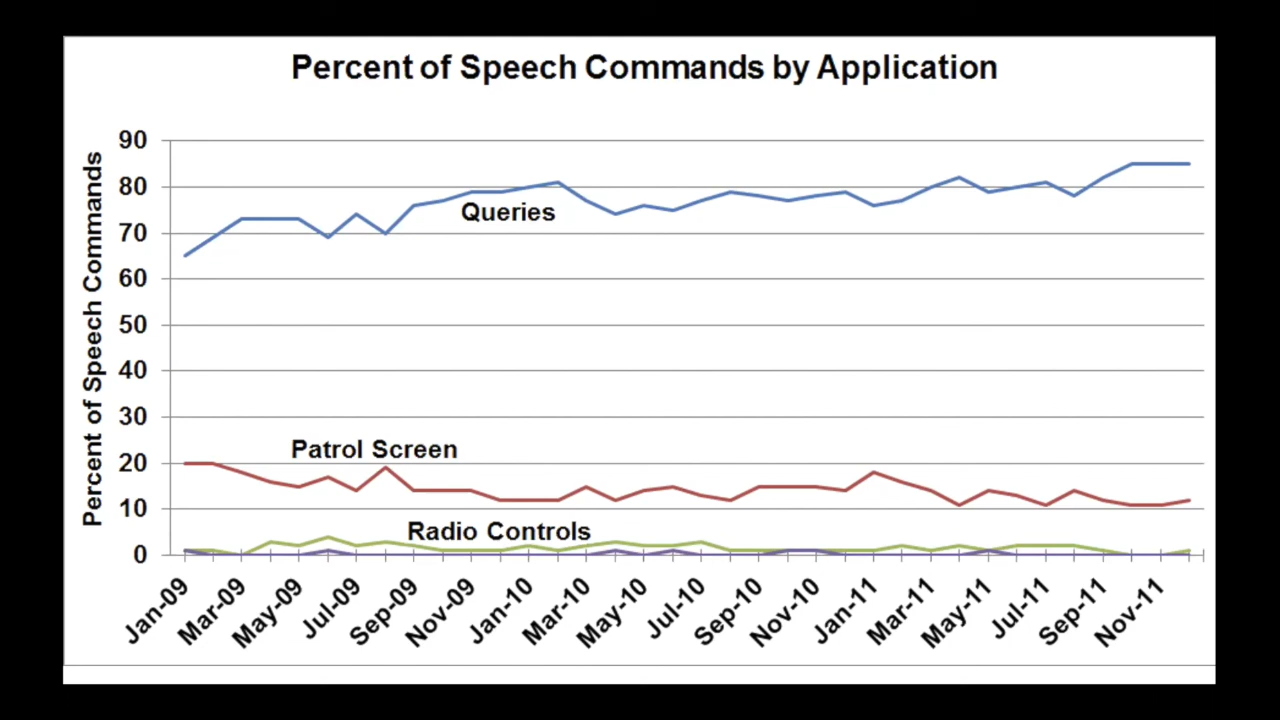 Percent of Speech Commands by Application
Percent of Speech Commands
90
80
70
60
50
40
30
20
10
0
Queries
Patrol Screen
Radio Controls
Jan-09
Mar-09
May-09
Jul-09
Sep-09
Nov-09
Jan-10
Mar-10
May-10
Jul-10
Sep-10
Nov-10
Jan-11
Mar-11
May-11
Jul-11
Sep-11
Nov-11